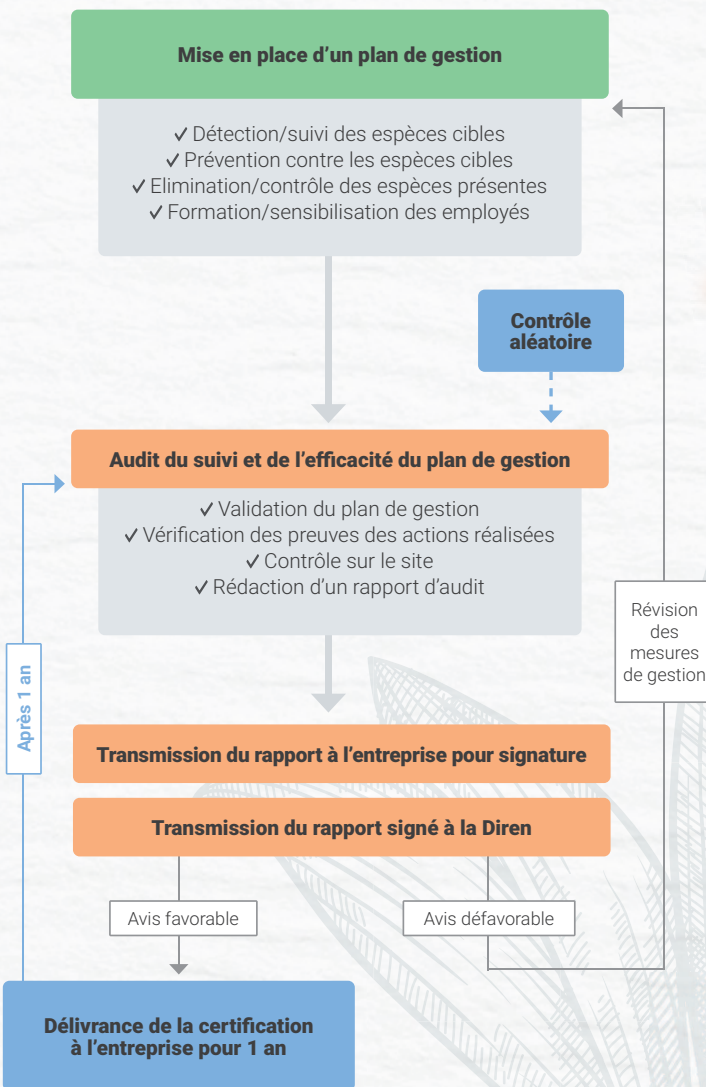 Mise en place d’un plan de gestion
✓ Détection/suivi des espèces cibles
✓ Prévention contre les espèces cibles
✓ Elimination/contrôle des espèces présentes
✓ Formation/sensibilisation des employés
Contrôle
aléatoire
Audit du suivi et de l’efficacité du plan de gestion
✓ Validation du plan de gestion
✓ Vérification des preuves des actions réalisées
✓ Contrôle sur le site
✓ Rédaction d’un rapport d’audit
Révision
des
mesures
de gestion
Après 1 an
Transmission du rapport à l’entreprise pour signature
Transmission du rapport signé à la Diren
Avis favorable
Avis défavorable
Délivrance de la certification
à l’entreprise pour 1 an